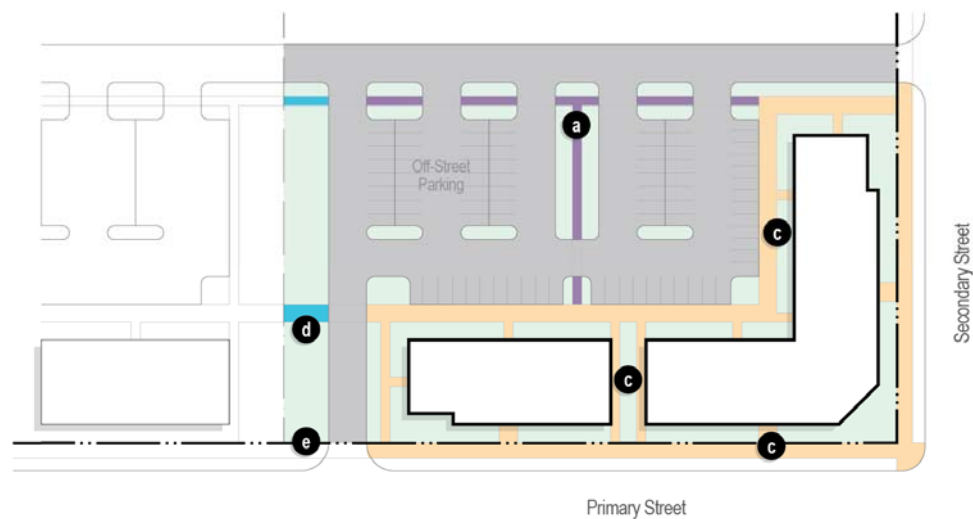 a
Off-Street
Parking
c
Secondary Street
d
c
e
c
Primary Street